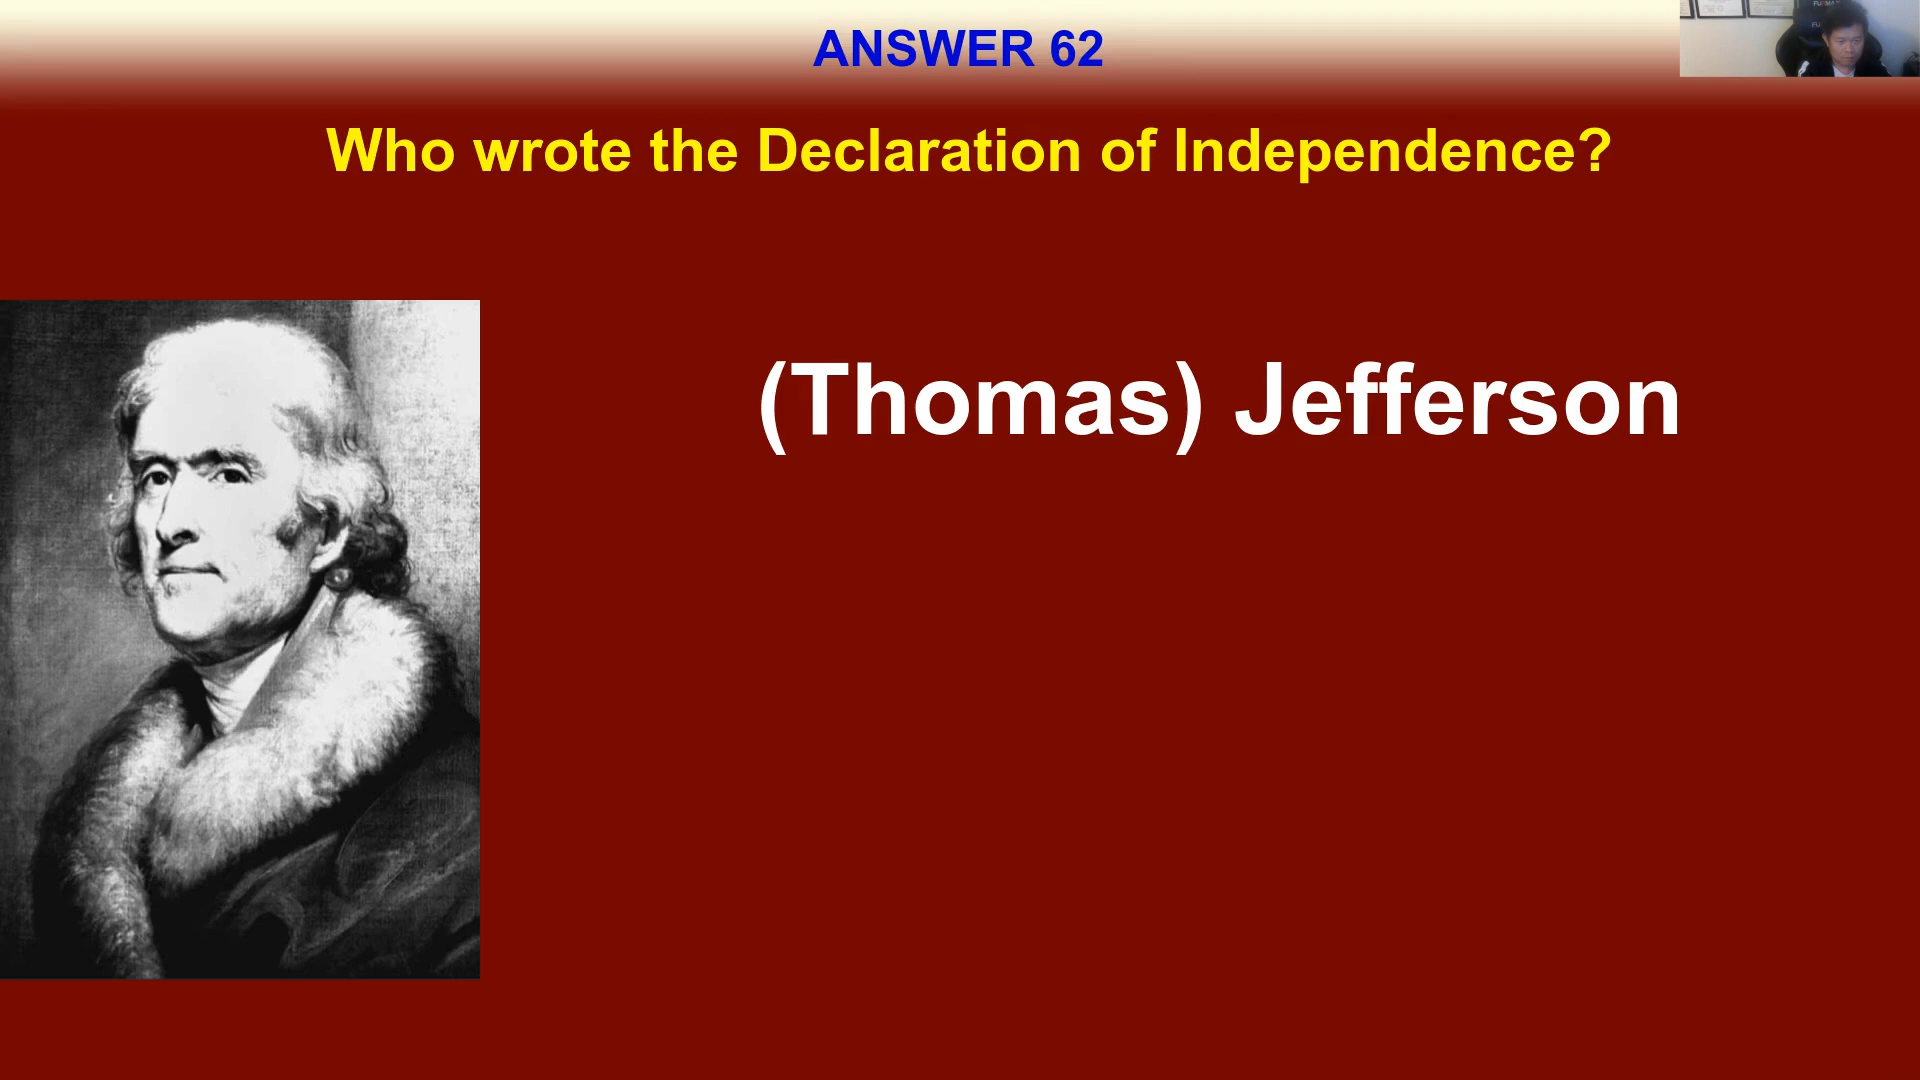 ANSWER 62
Who wrote the Declaration of Independence?
(Thomas) Jefferson